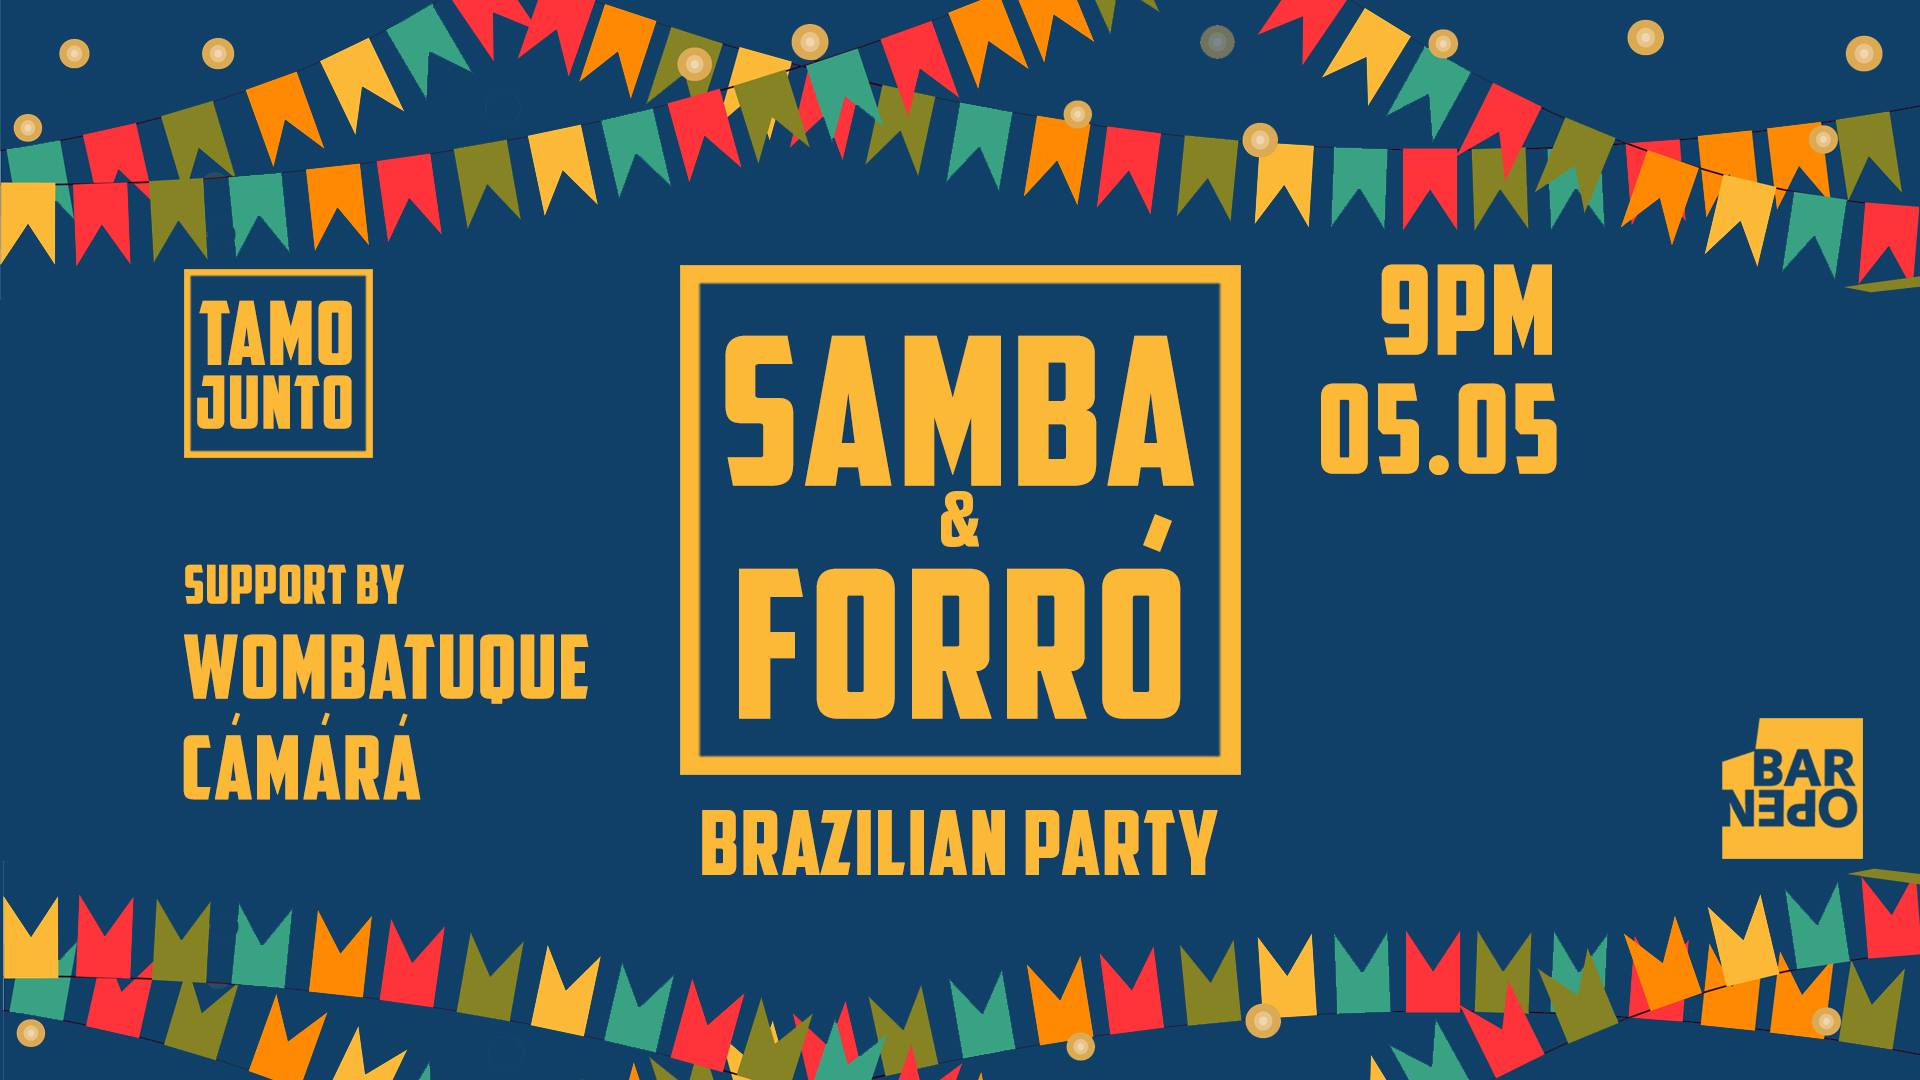 TAMO
JUNTO
SUPPORT BY
WOMBATUQUE
CÁMÁRÁ
SAMBA
&
FORRÓ
BRAZILIAN PARTY
9PM
05.05
BAR
OPEN